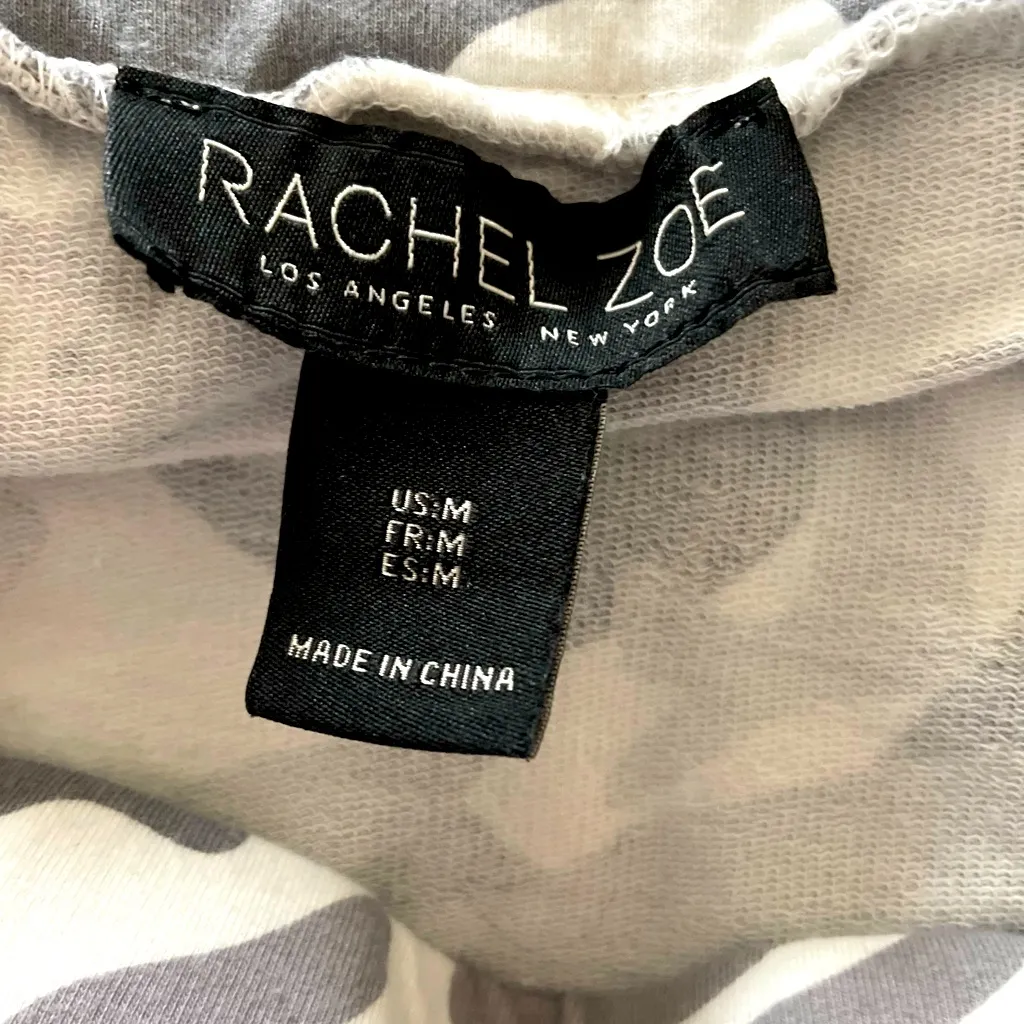 RACHEL ZOE
LOS ANGELES NEW YORK
US:M
FR:M
ES:M
MADE IN CHINA